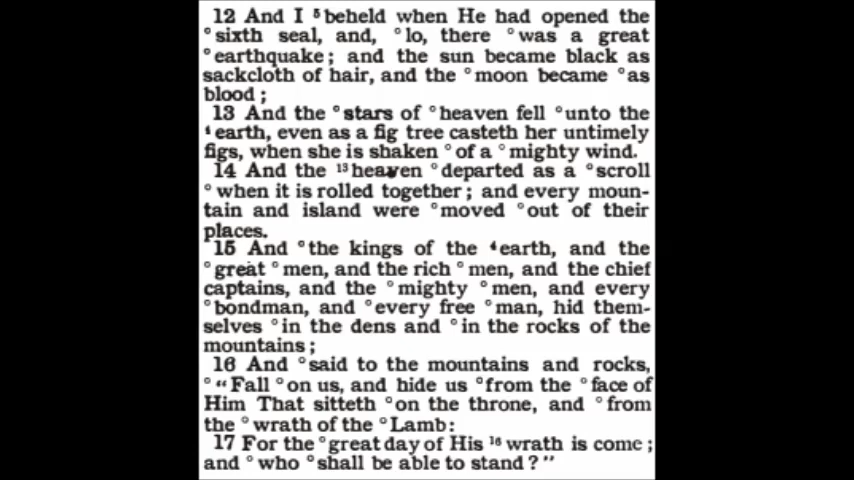 12 And I ⁵beheld when He had opened the
°sixth seal, and, °lo, there °was a great
°earthquake; and the sun became black as
sackcloth of hair, and the °moon became °as
blood;
13 And the °stars of °heaven fell °unto the
⁴earth, even as a fig tree casteth her untimely
figs, when she is shaken °of a °mighty wind.
14 And the ¹³heaven °departed as a °scroll
°when it is rolled together; and every moun-
tain and island were °moved °out of their
places.
15 And °the kings of the ⁴earth, and the
°great °men, and the rich °men, and the chief
captains, and the °mighty °men, and every
°bondman, and °every free °man, hid them-
selves °in the dens and °in the rocks of the
mountains;
16 And °said to the mountains and rocks,
°“Fall °on us, and hide us °from the °face of
Him That sitteth °on the throne, and °from
the °wrath of the °Lamb:
17 For the °great day of His ¹⁶wrath is come;
and °who °shall be able to stand?”